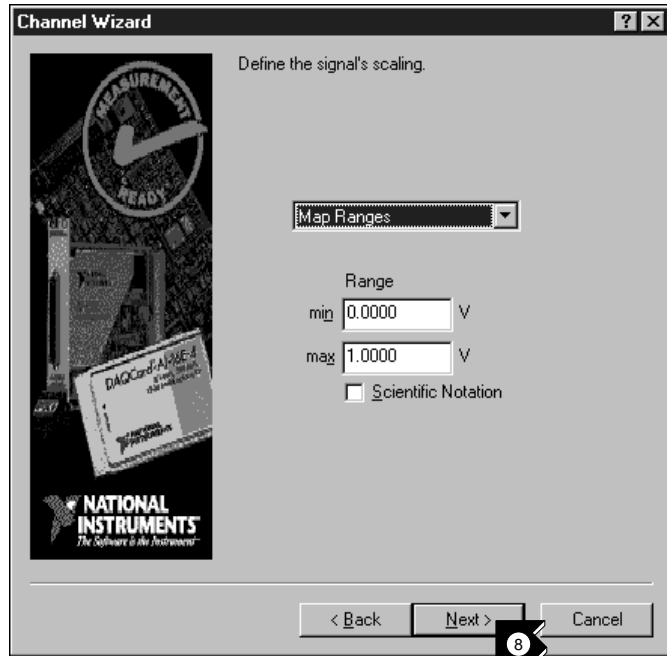 Channel Wizard
? X
MEASUREMENT
READY
Define the signal's scaling.
Map Ranges
Range
min 0.0000 V
max 1.0000 V
Scientific Notation
DAQCard-AI-16E-4
NATIONAL
INSTRUMENTS™
The Software is the Instrument
< Back Next > Cancel
8